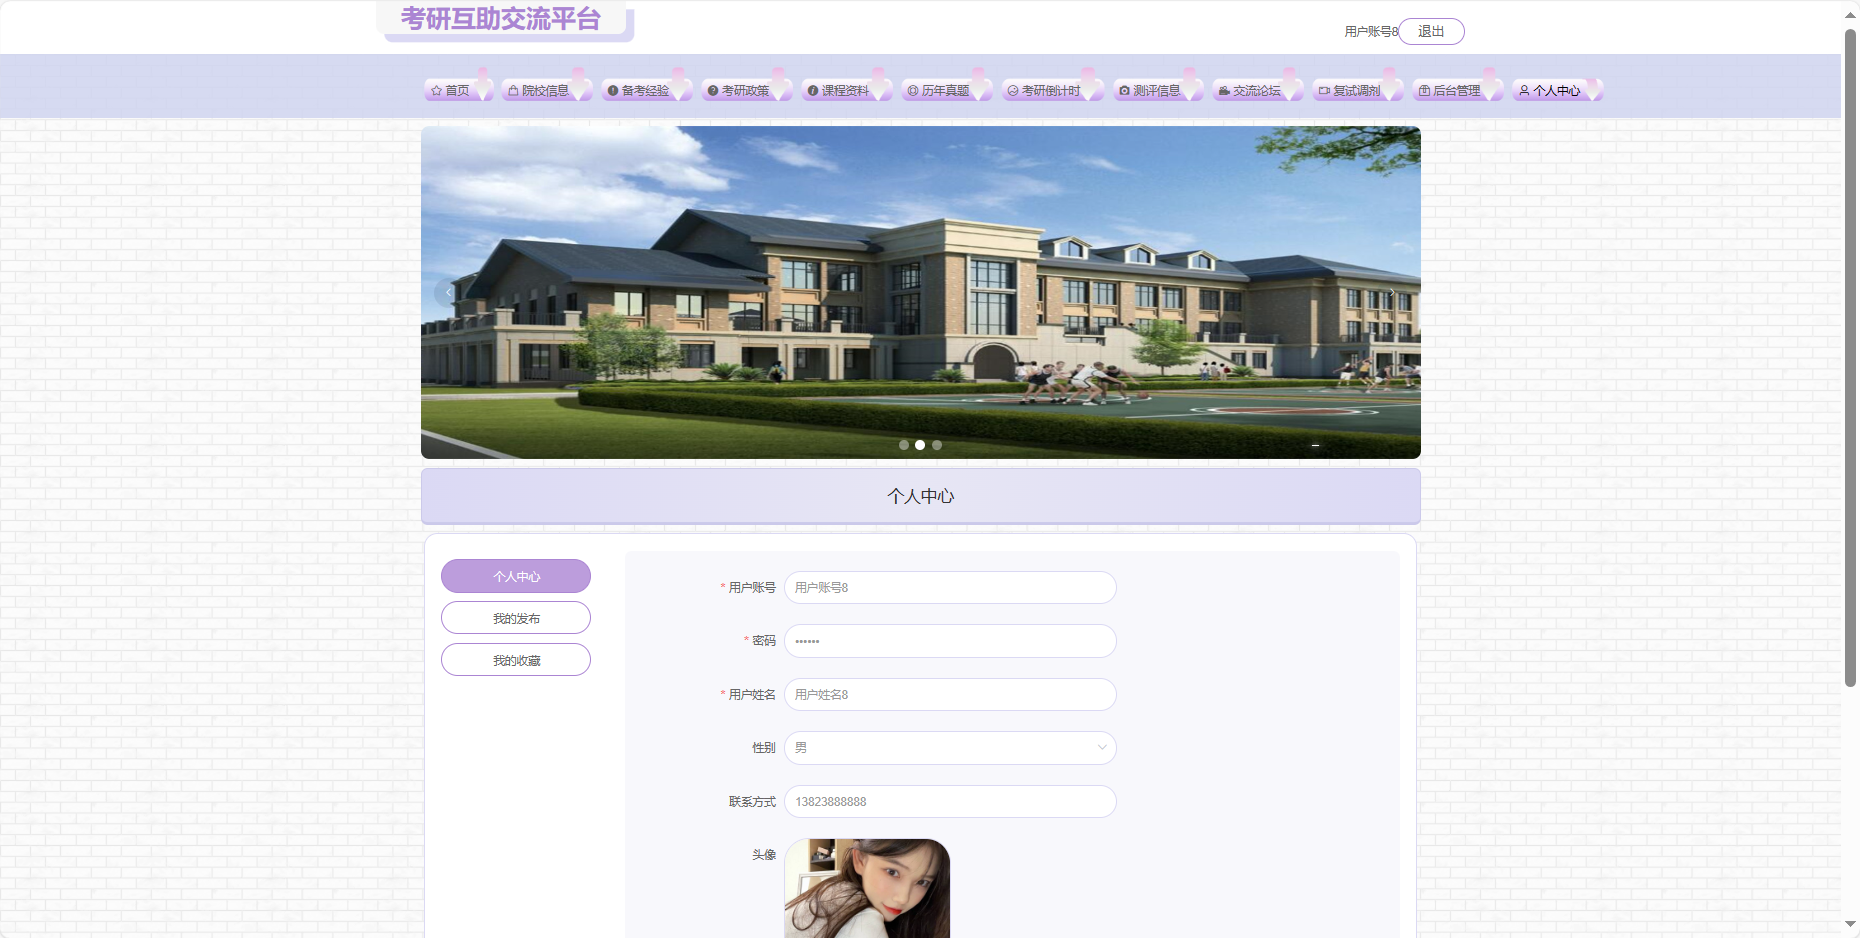 考研互助交流平台
用户账号8
退出
首页
院校信息
备考经验
考研政策
课程资料
历年真题
考研倒计时
测评信息
交流论坛
复试调剂
后台管理
个人中心
个人中心
个人中心
我的发布
我的收藏
* 用户账号 用户账号8
* 密码 ••••••
* 用户姓名 用户姓名8
性别 男
联系方式 13823888888
头像